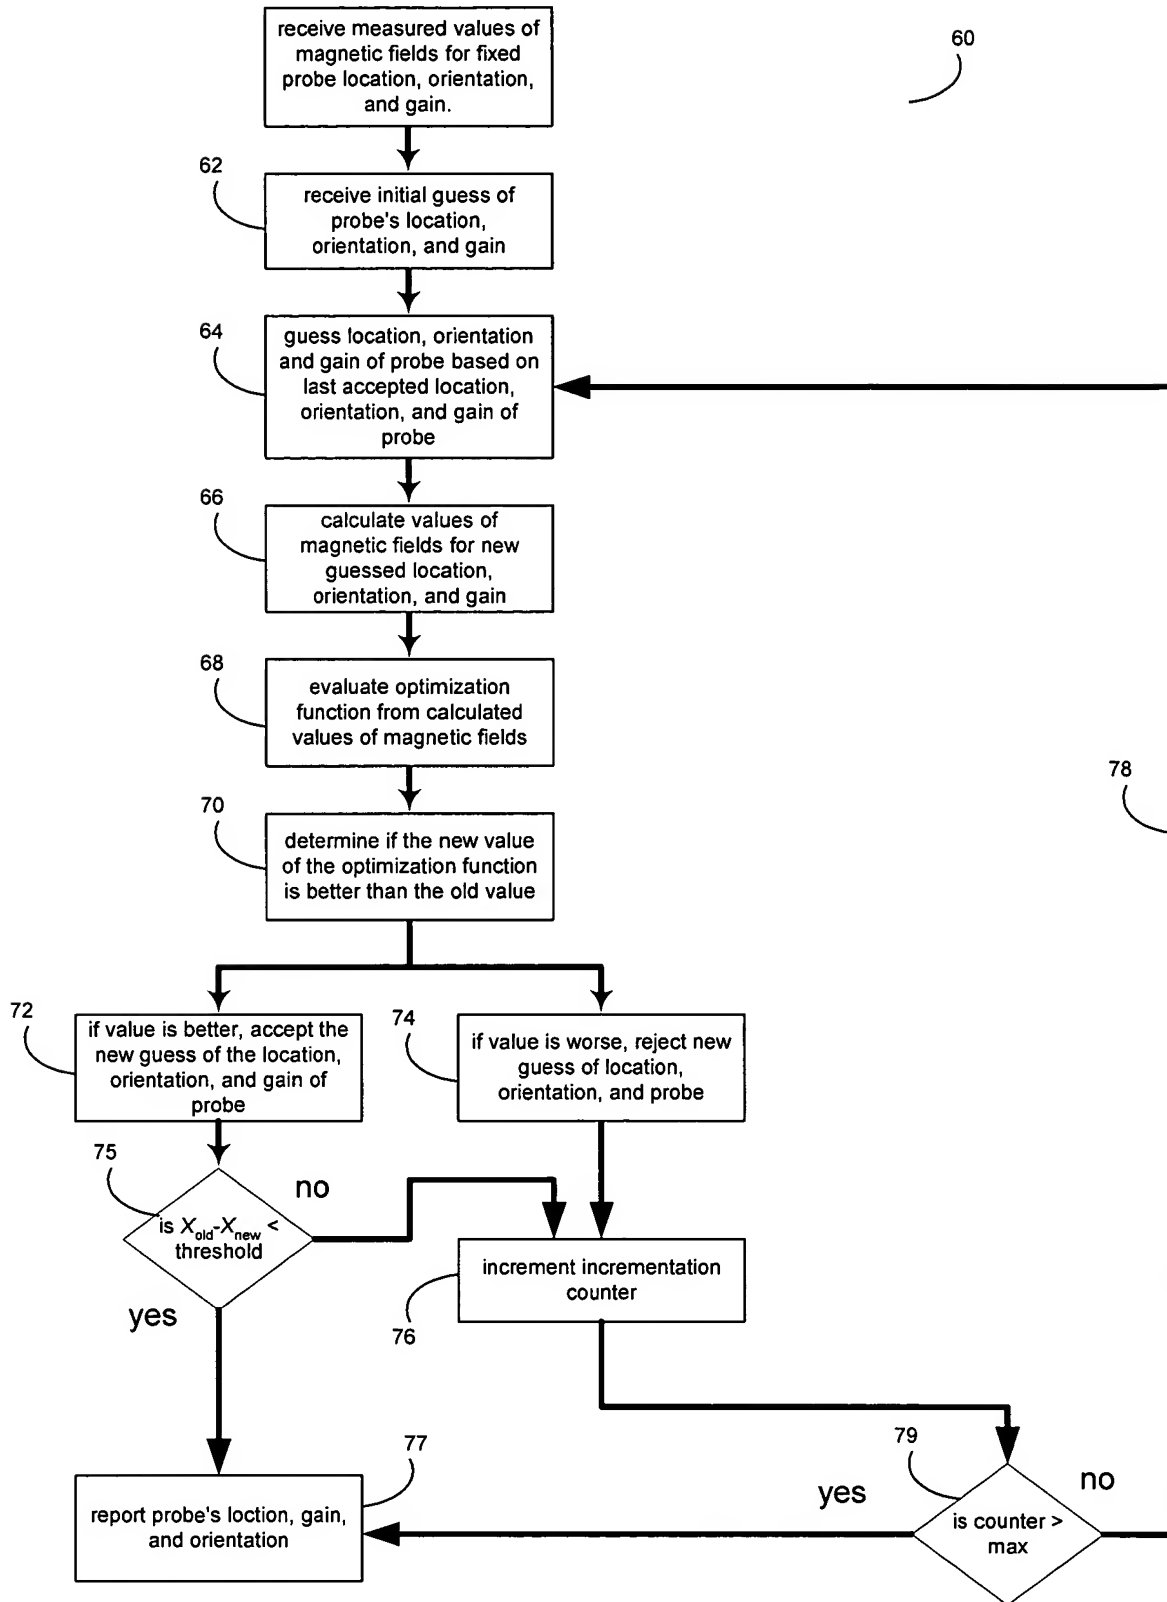 receive measured values of
magnetic fields for fixed
probe location, orientation,
and gain.
60
62
receive initial guess of
probe's location,
orientation, and gain
64
guess location, orientation
and gain of probe based on
last accepted location,
orientation, and gain of
probe
66
calculate values of
magnetic fields for new
guessed location,
orientation, and gain
68
evaluate optimization
function from calculated
values of magnetic fields
78
70
determine if the new value
of the optimization function
is better than the old value
72
if value is better, accept the
new guess of the location,
orientation, and gain of
probe
74
if value is worse, reject new
guess of location,
orientation, and probe
75
is Xold-Xnew <
threshold
no
yes
increment incrementation
counter
76
77
report probe's loction, gain,
and orientation
79
is counter >
max
yes
no